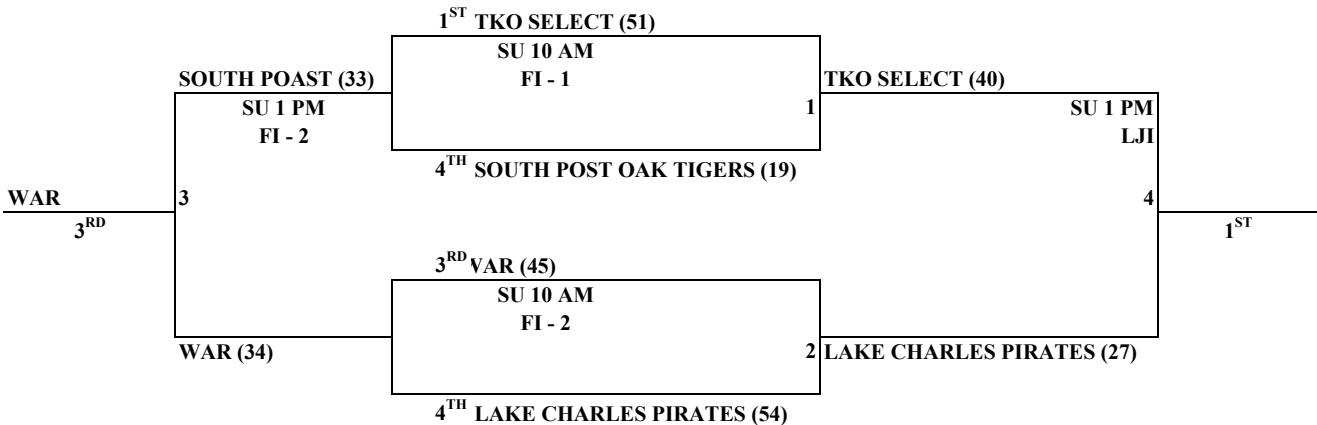 1ST TKO SELECT (51)
SU 10 AM
FI - 1
SOUTH POAST (33)
TKO SELECT (40)
SU 1 PM
FI - 2
1
SU 1 PM
LJI
4TH SOUTH POST OAK TIGERS (19)
WAR
3
4
3RD
1ST
3RD WAR (45)
SU 10 AM
FI - 2
WAR (34)
2
LAKE CHARLES PIRATES (27)
4TH LAKE CHARLES PIRATES (54)